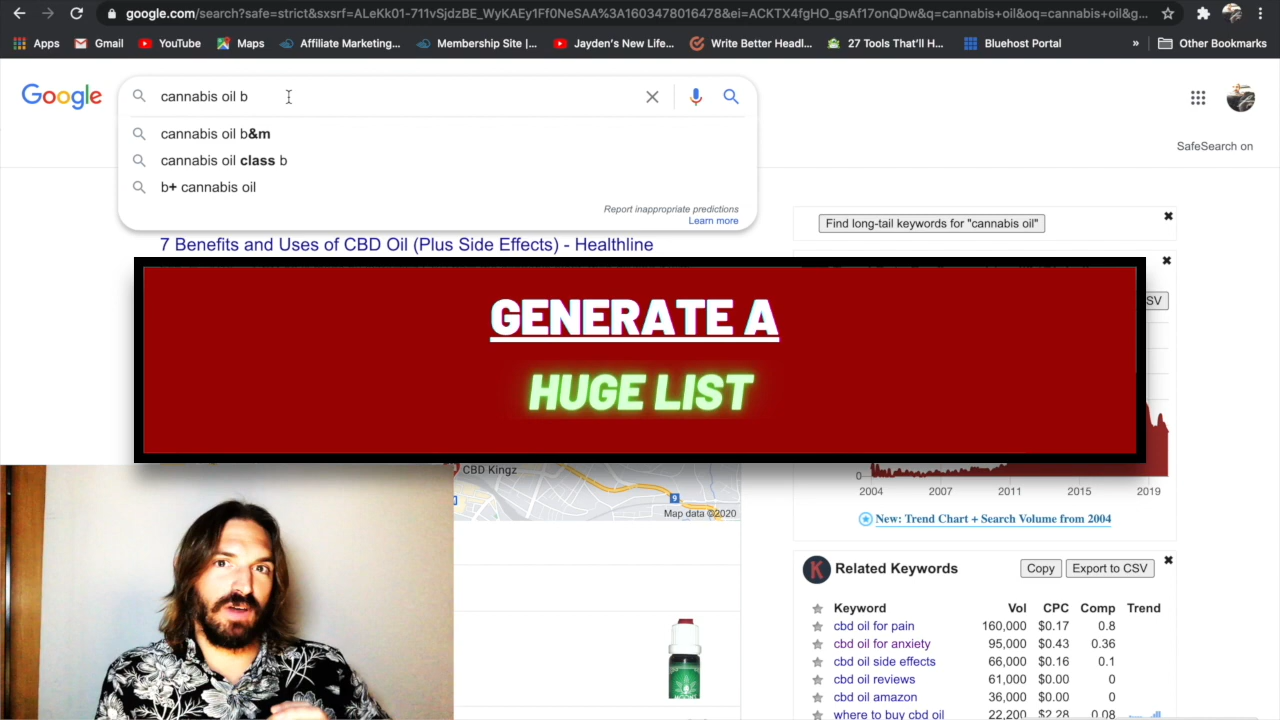 google.com/search?safe=strict&sxsrf=ALeKk01-711vSjdzBE_WyKAEy1Ff0NeSAA%3A1603478016478&ei=ACKTX4fgHO_gsAf17onQDw&q=cannabis+oil&oq=cannabis+oil&g...
Apps Gmail YouTube Maps Affiliate Marketing... Membership Site |... Jayden's New Life... Write Better Headl... 27 Tools That'll H... Bluehost Portal » Other Bookmarks
Google cannabis oil b
cannabis oil b&m
cannabis oil class b
b+ cannabis oil
SafeSearch on
Report inappropriate predictions
Learn more
Find long-tail keywords for "cannabis oil"
7 Benefits and Uses of CBD Oil (Plus Side Effects) - Healthline
SV
GENERATE A
HUGE LIST
CBD Kingz
9
Map data ©2020
0
2004 2007 2011 2015 2019
New: Trend Chart + Search Volume from 2004
K Related Keywords Copy Export to CSV
Keyword Vol CPC Comp Trend
cbd oil for pain 160,000 $0.17 0.8
cbd oil for anxiety 95,000 $0.43 0.36
cbd oil side effects 66,000 $0.16 0.1
cbd oil reviews 61,000 $0.00 0
cbd oil amazon 36,000 $0.00 0
where to buy cbd oil 22,200 $2.28 0.08